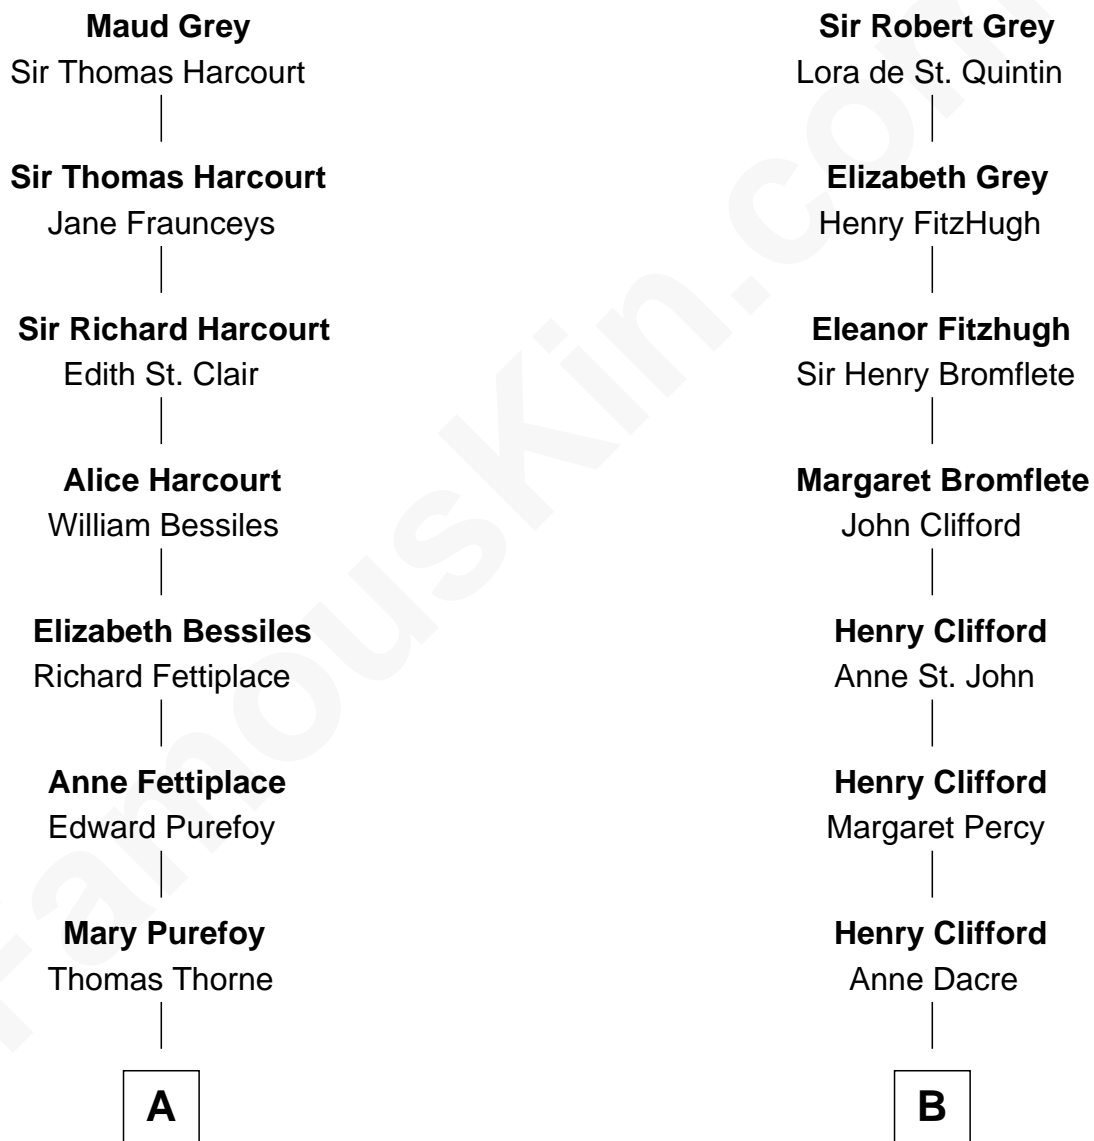 Maud Grey
Sir Thomas Harcourt
Sir Thomas Harcourt
Jane Fraunceys
Sir Richard Harcourt
Edith St. Clair
Alice Harcourt
William Bessiles
Elizabeth Bessiles
Richard Fettiplace
Anne Fettiplace
Edward Purefoy
Mary Purefoy
Thomas Thorne
A
Sir Robert Grey
Lora de St. Quintin
Elizabeth Grey
Henry FitzHugh
Eleanor Fitzhugh
Sir Henry Bromflete
Margaret Bromflete
John Clifford
Henry Clifford
Anne St. John
Henry Clifford
Margaret Percy
Henry Clifford
Anne Dacre
B
FamousKin.com